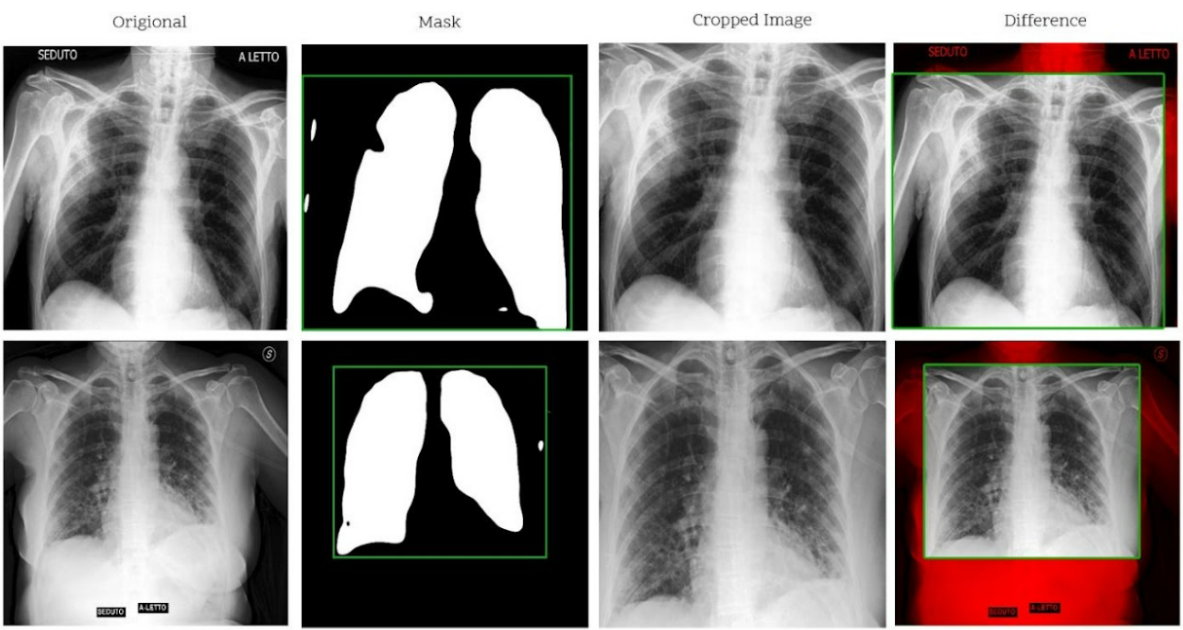 Origional Mask Cropped Image Difference
SEDUTO A LETTO SEDUTO A LETTO
S S
SEDUTO A LETTO SEDUTO A LETTO